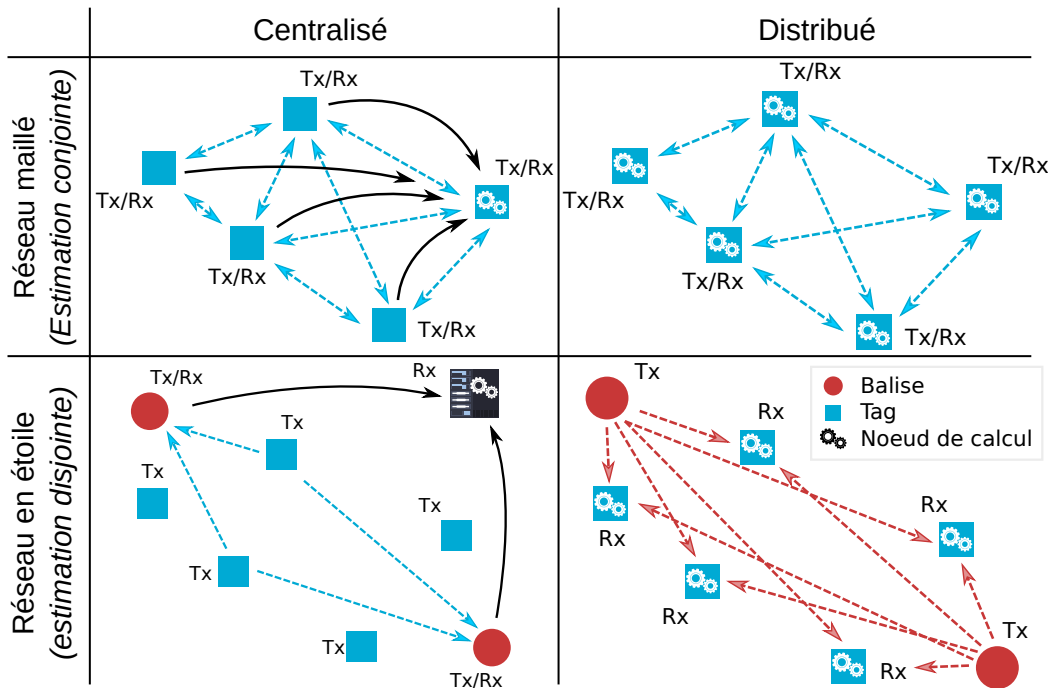 Centralisé
Distribué
Réseau maillé
(Estimation conjointe)
Tx/Rx
Tx/Rx
Tx/Rx
Tx/Rx
Tx/Rx
Tx/Rx
Tx/Rx
Tx/Rx
Tx/Rx
Tx/Rx
Réseau en étoile
(estimation disjointe)
Tx/Rx
Rx
Tx
Tx
Tx
Tx
Tx
Tx/Rx
Tx
Balise
Tag
Noeud de calcul
Rx
Rx
Rx
Rx
Tx
Rx